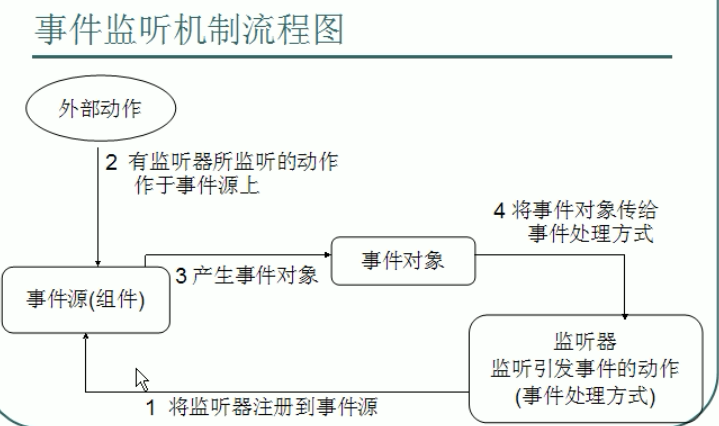 事件监听机制流程图
外部动作
2 有监听器所监听的动作
作于事件源上
4 将事件对象传给
事件处理方式
事件对象
3 产生事件对象
事件源(组件)
监听器
监听引发事件的动作
(事件处理方式)
1 将监听器注册到事件源